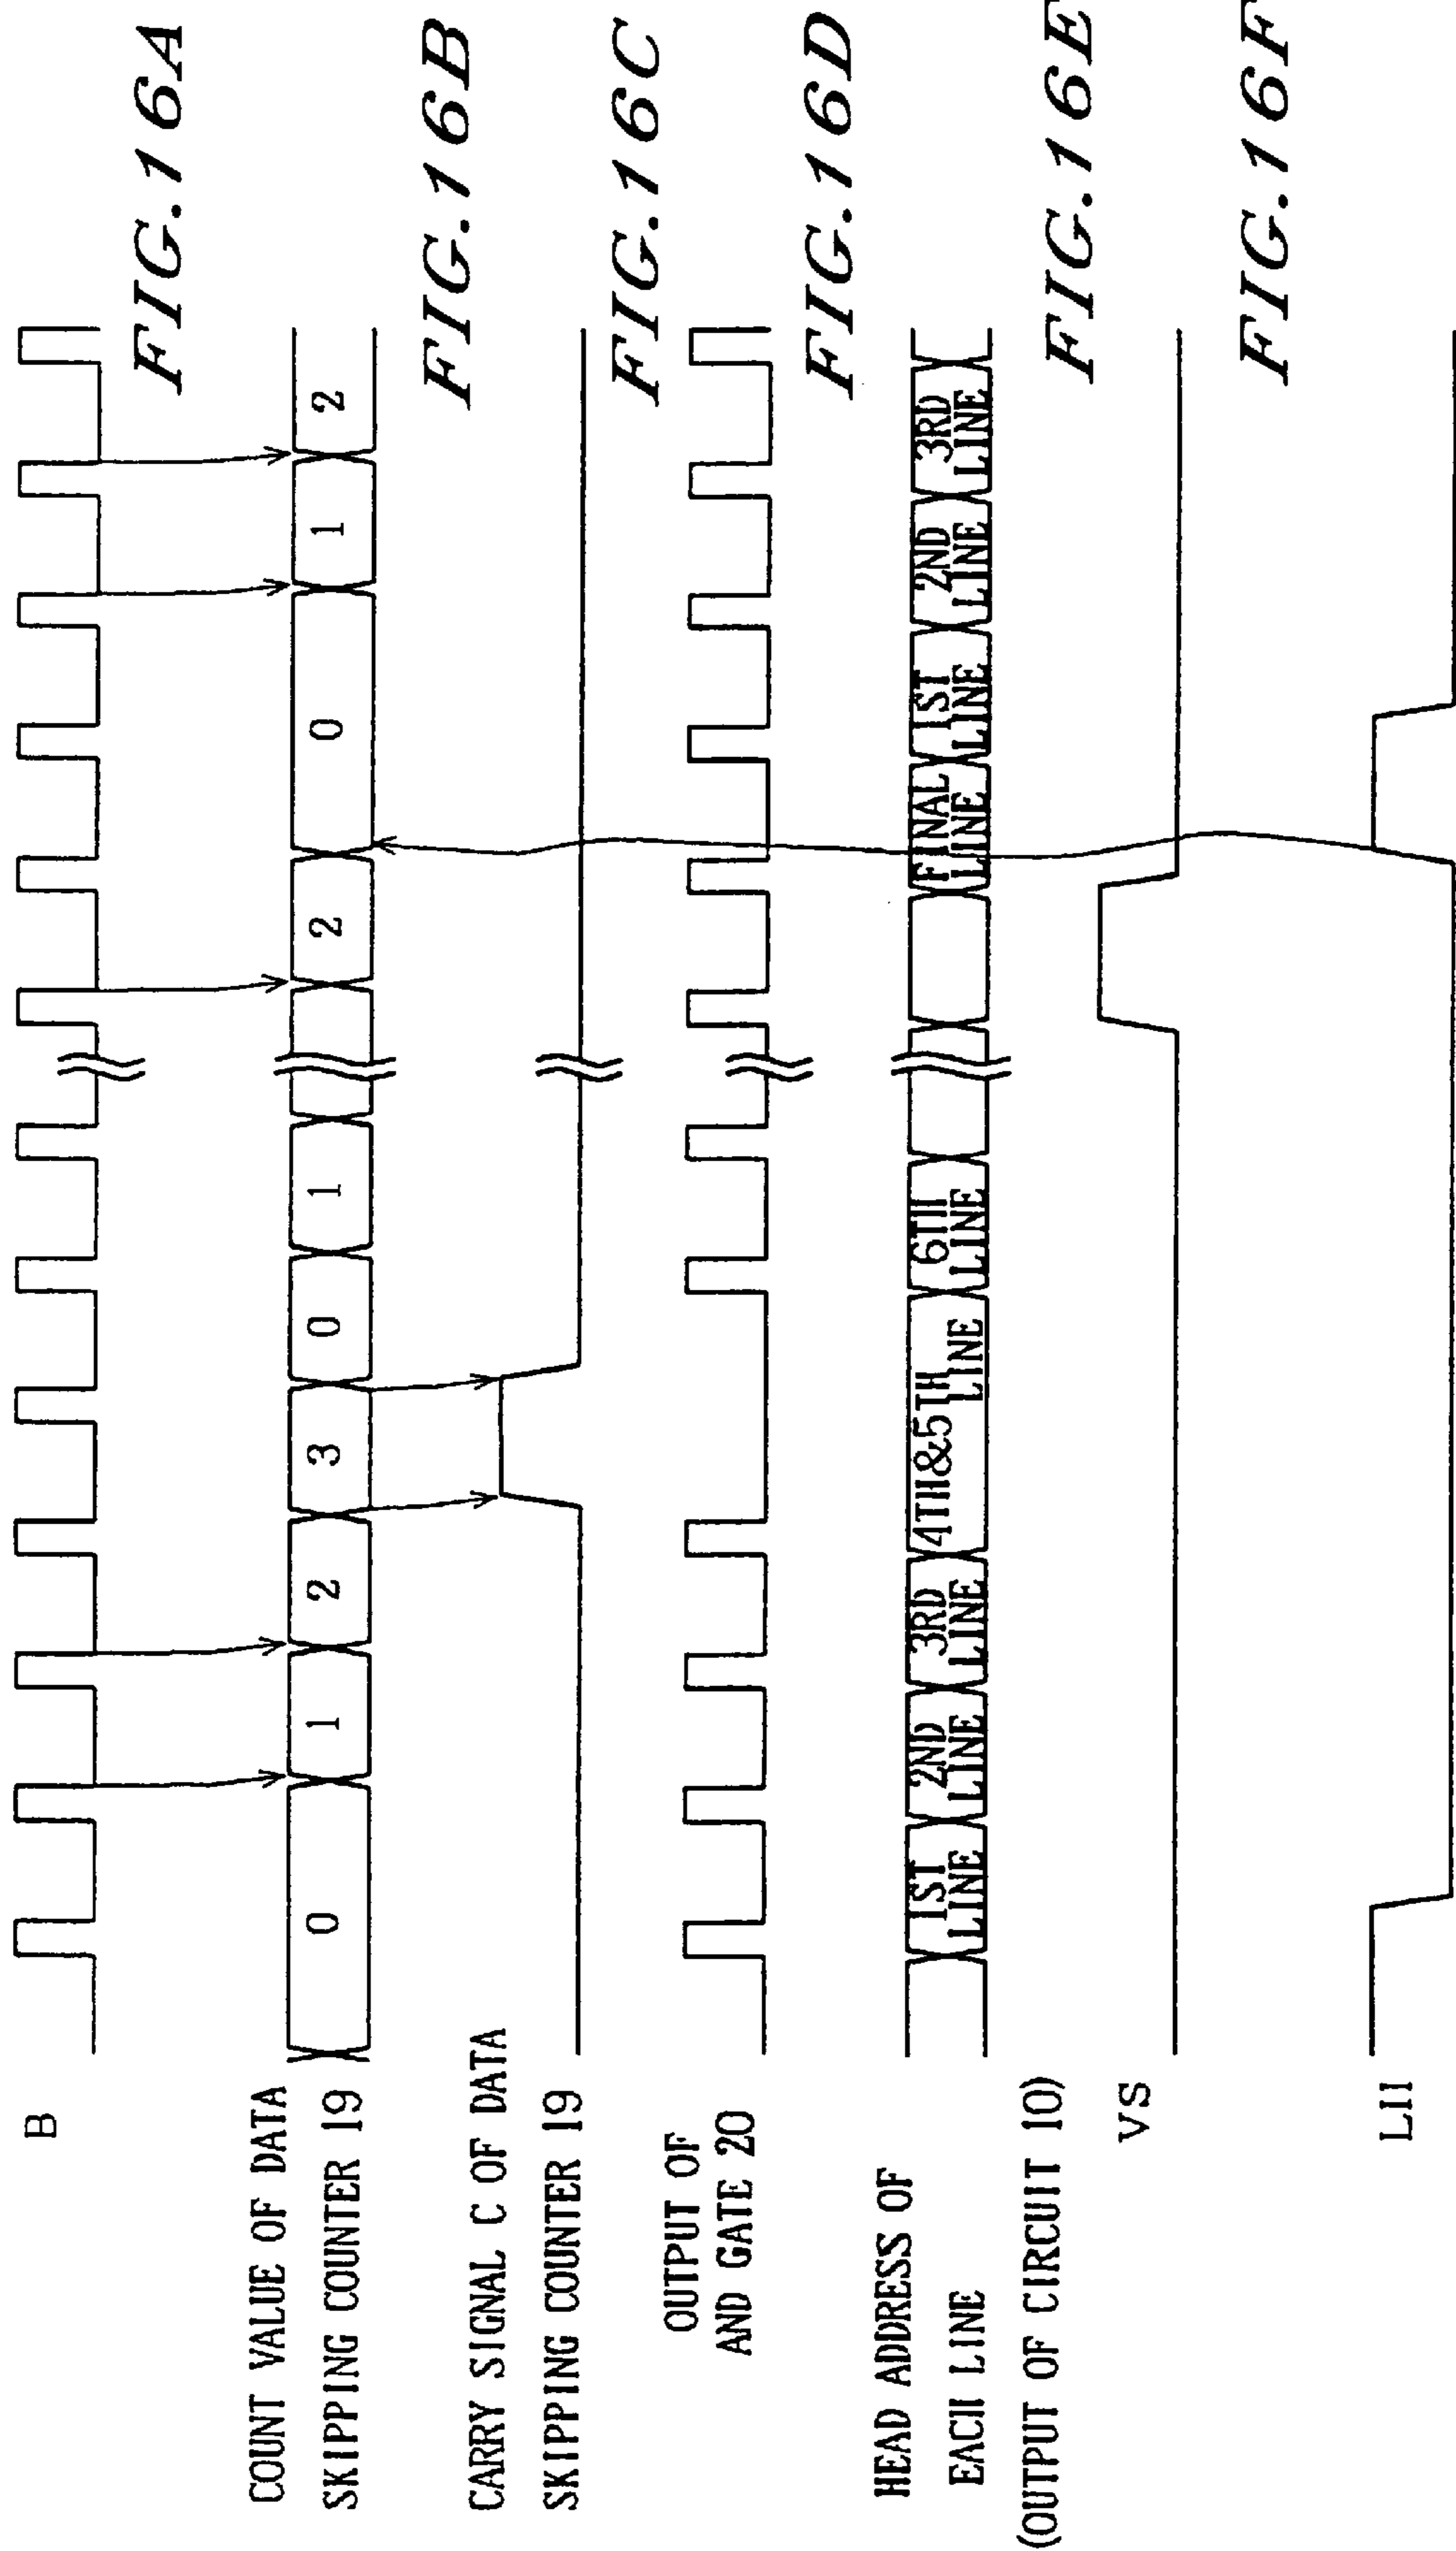 B
FIG.16A
COUNT VALUE OF DATA
SKIPPING COUNTER 19
0
1
2
3
0
1
2
0
1
2
FIG.16B
CARRY SIGNAL C OF DATA
SKIPPING COUNTER 19
FIG.16C
OUTPUT OF
AND GATE 20
FIG.16D
HEAD ADDRESS OF
EACH LINE
(OUTPUT OF CIRCUIT 10)
1ST
LINE
2ND
LINE
3RD
LINE
4TH&5TH
LINE
6TH
LINE
FINAL
LINE
1ST
LINE
2ND
LINE
3RD
LINE
FIG.16E
VS
FIG.16F
LII